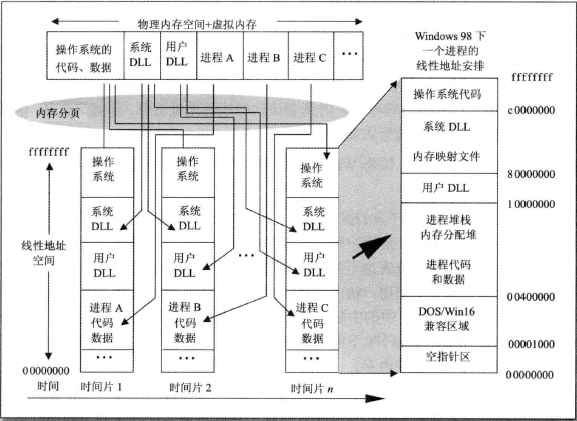 物理内存空间+虚拟内存
操作系统的
代码、数据
系统
DLL
用户
DLL
进程 A
进程 B
进程 C
•••
内存分页
ffffffff
线性地址
空间
00000000
操作
系统
系统
DLL
用户
DLL
进程 A
代码
数据
•••
操作
系统
系统
DLL
用户
DLL
进程 B
代码
数据
•••
•••
操作
系统
系统
DLL
用户
DLL
进程 C
代码
数据
•••
时间
时间片 1
时间片 2
时间片 n
Windows 98 下
一个进程的
线性地址安排
ffffffff
操作系统代码
c0000000
系统 DLL
内存映射文件
80000000
用户 DLL
10000000
进程堆栈
内存分配堆
进程代码
和数据
00400000
DOS/Win16
兼容区域
00001000
空指针区
00000000